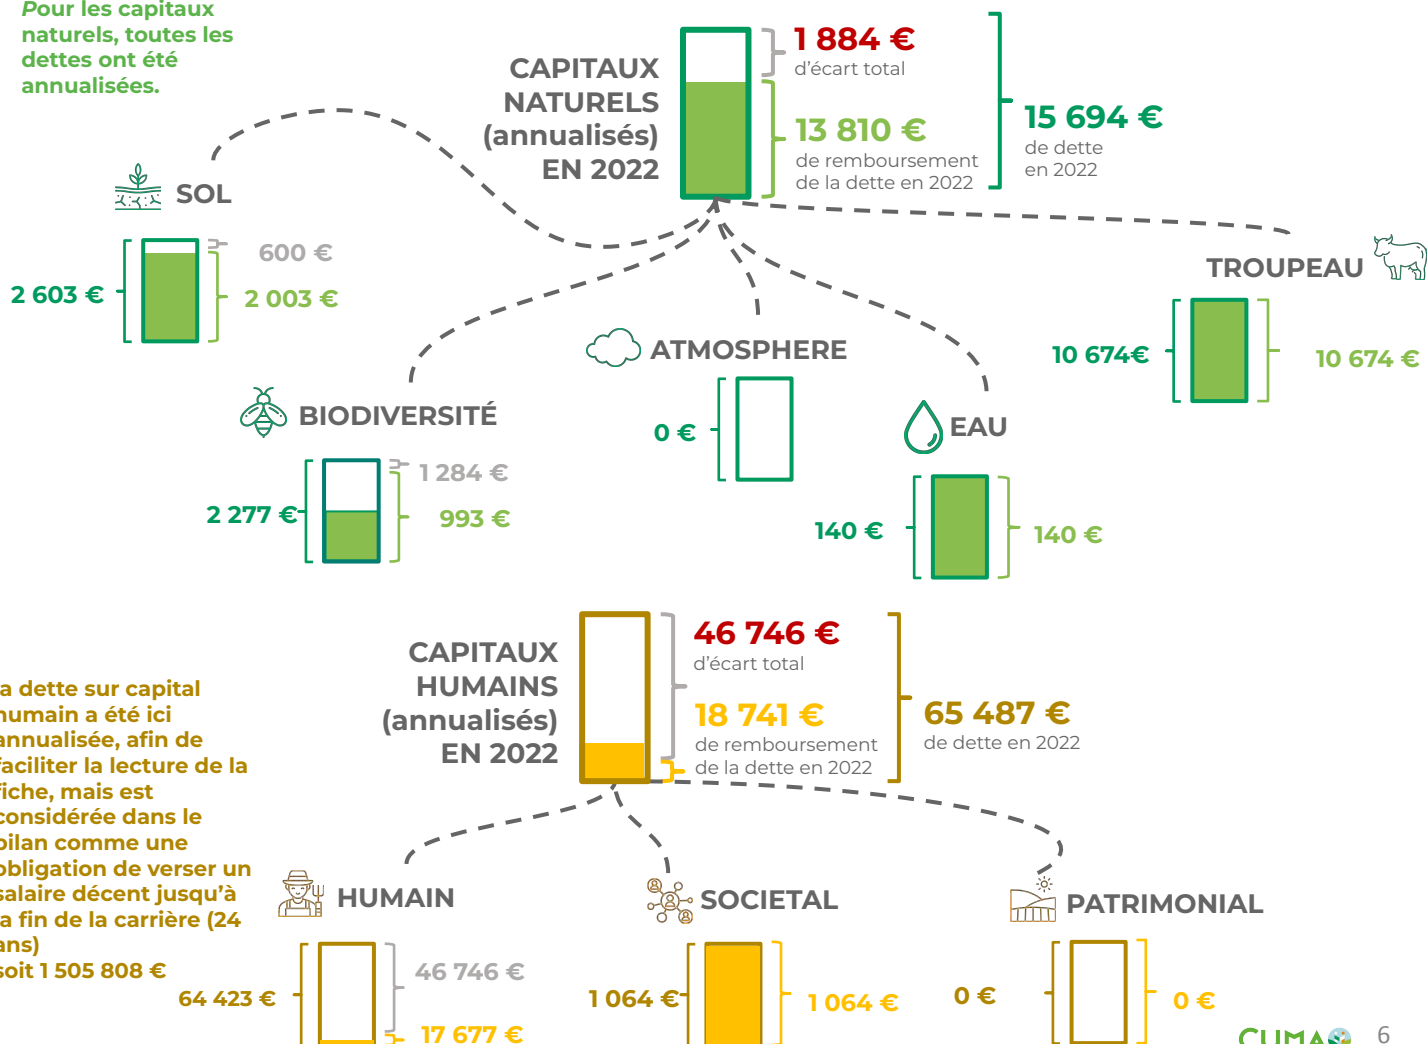 Pour les capitaux
naturels, toutes les
dettes ont été
annualisées.
CAPITAUX
NATURELS
(annualisés)
EN 2022
1 884 €
d'écart total
13 810 €
de remboursement
de la dette en 2022
15 694 €
de dette
en 2022
SOL
600 €
2 603 €
2 003 €
TROUPEAU
10 674€
10 674 €
ATMOSPHERE
0 €
BIODIVERSITÉ
1 284 €
2 277 €
993 €
EAU
140 €
140 €
CAPITAUX
HUMAINS
(annualisés)
EN 2022
46 746 €
d'écart total
18 741 €
de remboursement
de la dette en 2022
65 487 €
de dette en 2022
la dette sur capital
humain a été ici
annualisée, afin de
faciliter la lecture de la
fiche, mais est
considérée dans le
bilan comme une
obligation de verser un
salaire décent jusqu'à
la fin de la carrière (24
ans)
soit 1 505 808 €
HUMAIN
46 746 €
64 423 €
17 677 €
SOCIETAL
1 064 €
1 064 €
PATRIMONIAL
0 €
0 €
CUMA
6